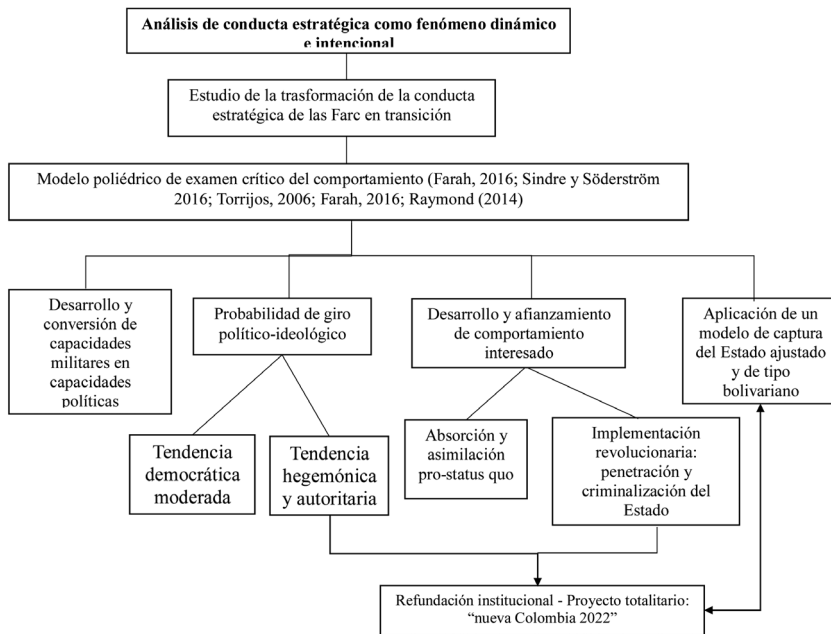 Análisis de conducta estratégica como fenómeno dinámico
e intencional
Estudio de la trasformación de la conducta
estratégica de las Farc en transición
Modelo poliédrico de examen crítico del comportamiento (Farah, 2016; Sindre y Söderström
2016; Torrijos, 2006; Farah, 2016; Raymond (2014)
Desarrollo y
conversión de
capacidades
militares en
capacidades
políticas
Probabilidad de giro
político-ideológico
Desarrollo y afianzamiento
de comportamiento
interesado
Aplicación de un
modelo de captura
del Estado ajustado
y de tipo
bolivariano
Tendencia
democrática
moderada
Tendencia
hegemónica
y autoritaria
Absorción y
asimilación
pro-status quo
Implementación
revolucionaria:
penetración y
criminalización del
Estado
Refundación institucional - Proyecto totalitario:
“nueva Colombia 2022”